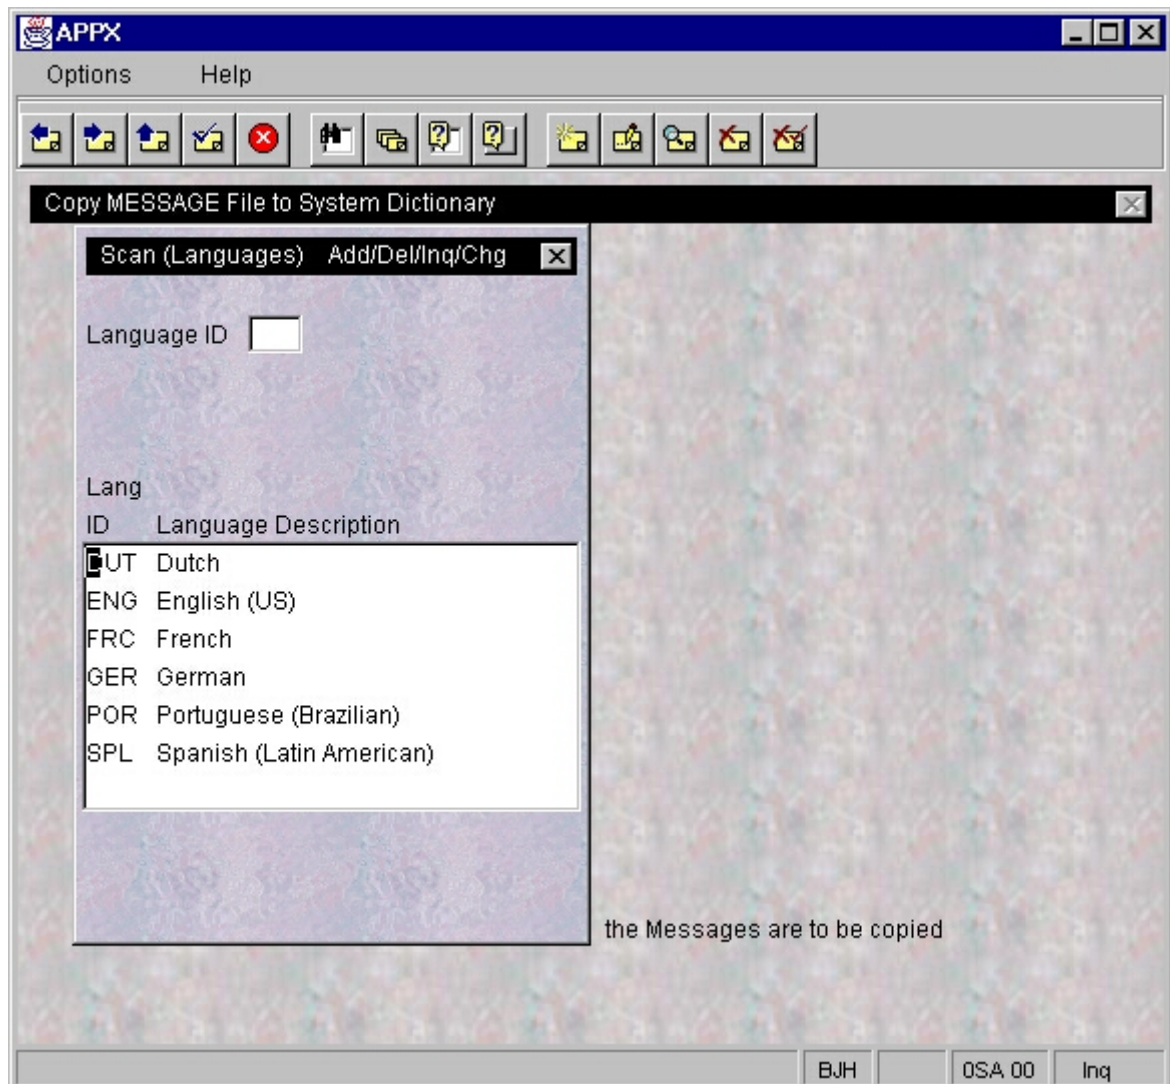 APPX
Options Help
Copy MESSAGE File to System Dictionary
Scan (Languages) Add/Del/Inq/Chg
Language ID
Lang
ID Language Description
DUT Dutch
ENG English (US)
FRC French
GER German
POR Portuguese (Brazilian)
SPL Spanish (Latin American)
the Messages are to be copied
BJH 0SA 00 Inq